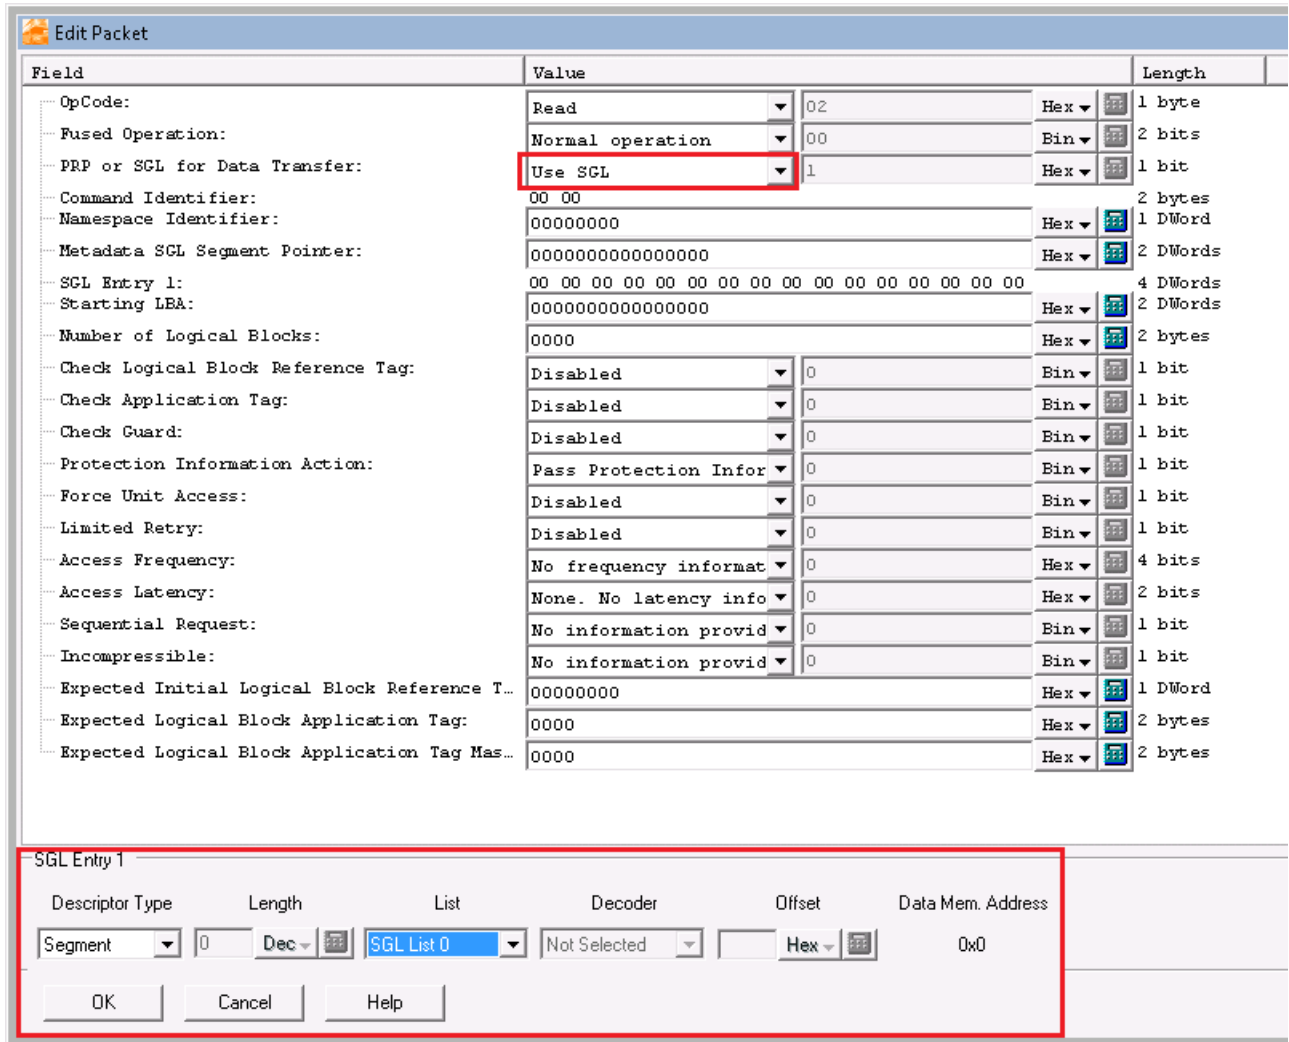 Edit Packet
Field Value Length
OpCode: Read 02 Hex 1 byte
Fused Operation: Normal operation 00 Bin 2 bits
PRP or SGL for Data Transfer: Use SGL 1 Hex 1 bit
Command Identifier: 00 00 2 bytes
Namespace Identifier: 00000000 Hex 1 DWord
Metadata SGL Segment Pointer: 0000000000000000 Hex 2 DWords
SGL Entry 1: 00 00 00 00 00 00 00 00 00 00 00 00 00 00 00 00 4 DWords
Starting LBA: 0000000000000000 Hex 2 DWords
Number of Logical Blocks: 0000 Hex 2 bytes
Check Logical Block Reference Tag: Disabled 0 Bin 1 bit
Check Application Tag: Disabled 0 Bin 1 bit
Check Guard: Disabled 0 Bin 1 bit
Protection Information Action: Pass Protection Infor 0 Bin 1 bit
Force Unit Access: Disabled 0 Bin 1 bit
Limited Retry: Disabled 0 Bin 1 bit
Access Frequency: No frequency informat 0 Hex 4 bits
Access Latency: None. No latency info 0 Hex 2 bits
Sequential Request: No information provid 0 Bin 1 bit
Incompressible: No information provid 0 Bin 1 bit
Expected Initial Logical Block Reference T... 00000000 Hex 1 DWord
Expected Logical Block Application Tag: 0000 Hex 2 bytes
Expected Logical Block Application Tag Mas... 0000 Hex 2 bytes
SGL Entry 1
Descriptor Type Length List Decoder Offset Data Mem. Address
Segment 0 Dec SGL List 0 Not Selected Hex 0x0
OK Cancel Help